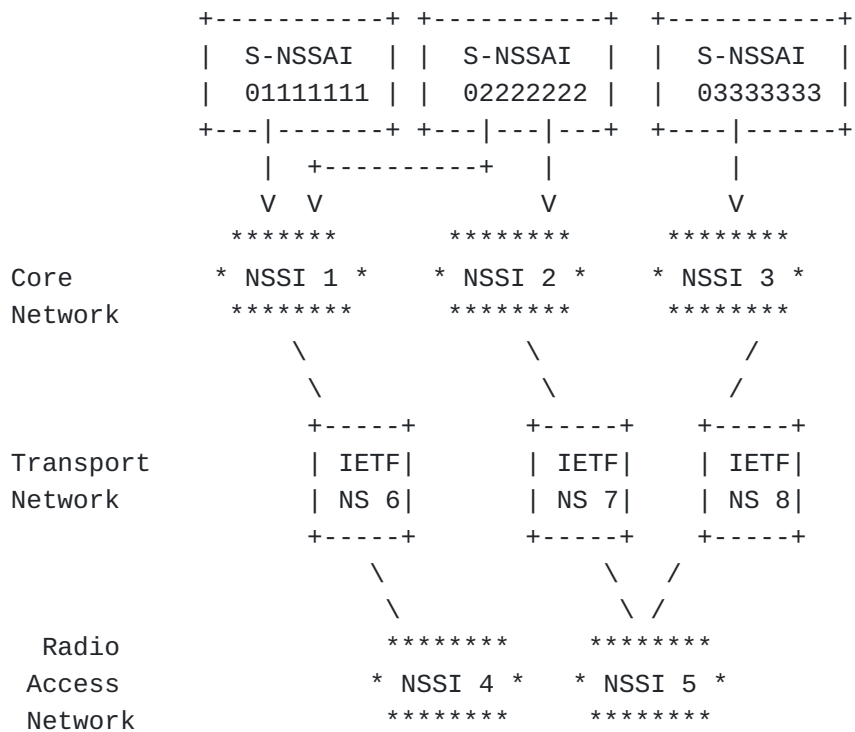 +-----------+ +-----------+  +-----------+
|  S-NSSAI  | |  S-NSSAI  |  |  S-NSSAI  |
|  01111111 | |  02222222 |  |  03333333 |
+---|-------+ +---|---|---+  +----|------+
|  +----------+   |           |
V  V              V           V
*******       ********      ********
Core         * NSSI 1 *    * NSSI 2 *    * NSSI 3 *
Network       ********      ********      ********
\              \             /
\              \           /
+-----+       +-----+    +-----+
Transport          | IETF|       | IETF|    | IETF|
Network            | NS 6|       | NS 7|    | NS 8|
+-----+       +-----+    +-----+
\              \   /
\              \ /
Radio                 ********     ********
Access                * NSSI 4 *   * NSSI 5 *
Network                ********     ********